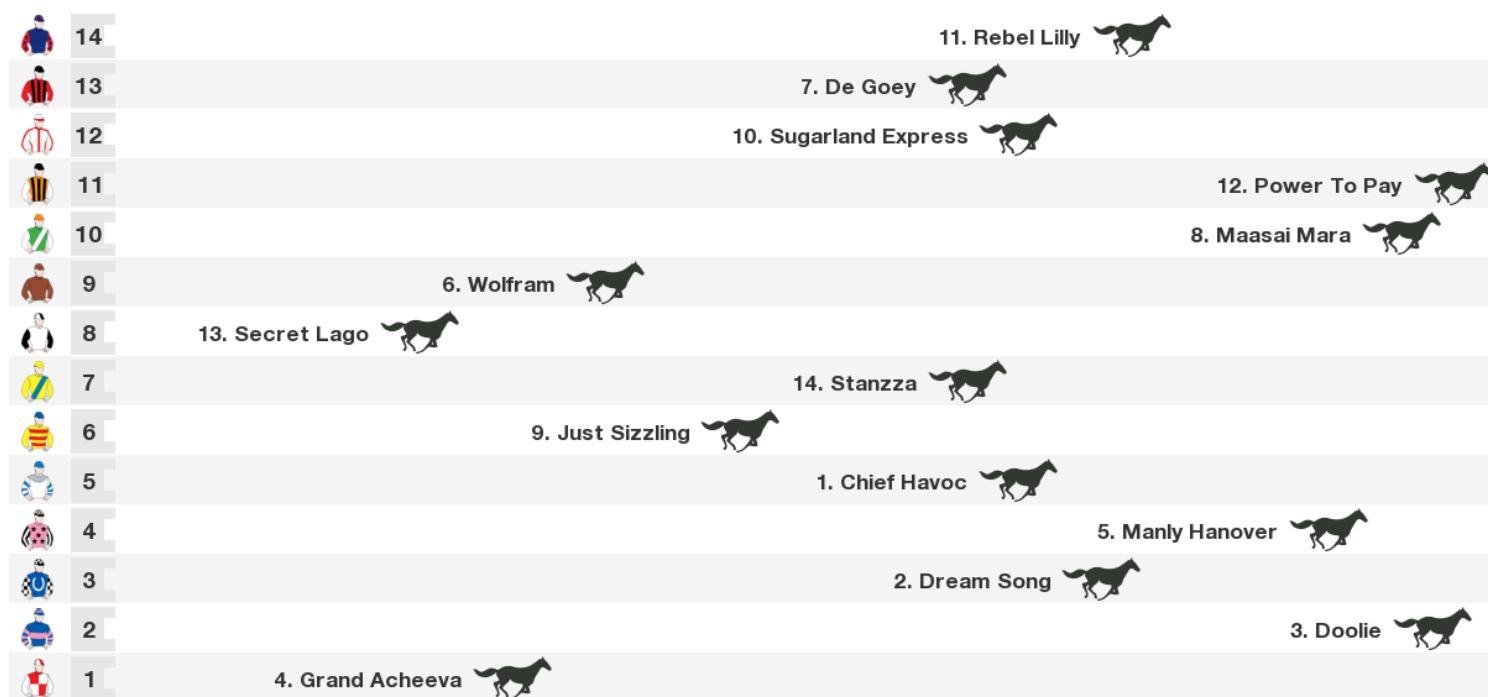 14 11. Rebel Lilly
13 7. De Goey
12 10. Sugarland Express
11 12. Power To Pay
10 8. Maasai Mara
9 6. Wolfram
8 13. Secret Lago
7 14. Stanzza
6 9. Just Sizzling
5 1. Chief Havoc
4 5. Manly Hanover
3 2. Dream Song
2 3. Doolie
1 4. Grand Acheeva